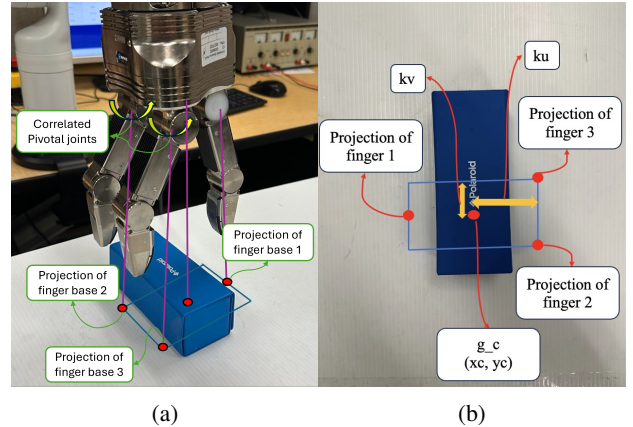 Correlated
Pivotal joints
Projection of
finger base 1
Projection of
finger base 2
Projection of
finger base 3
Polaroid
(a)
kv
ku
Projection of
finger 3
Projection of
finger 1
Polaroid
Projection of
finger 2
g_c
(xc, yc)
(b)